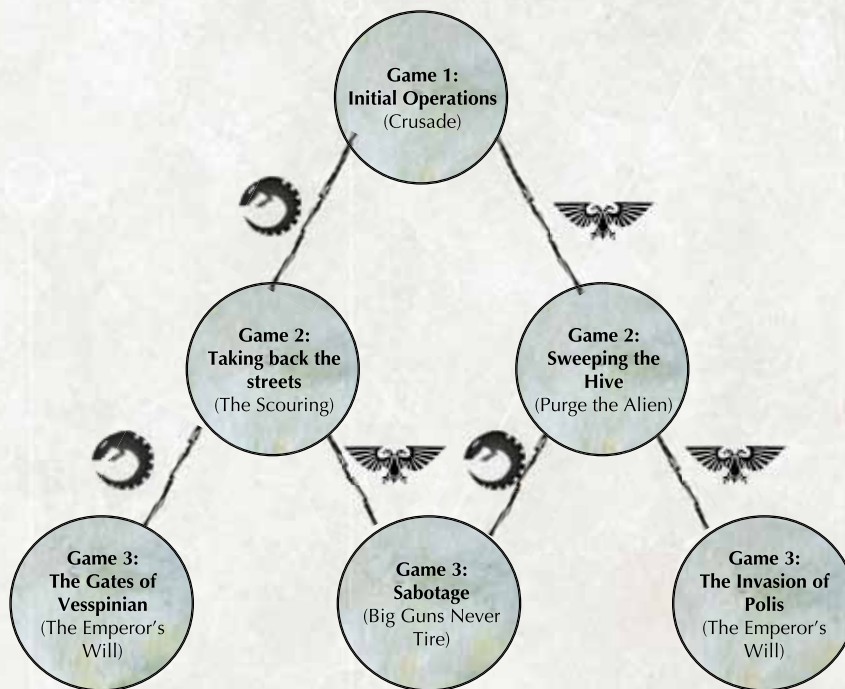 Game 1:
Initial Operations
(Crusade)
Game 2:
Taking back the
streets
(The Scouring)
Game 2:
Sweeping the
Hive
(Purge the Alien)
Game 3:
The Gates of
Vesspinian
(The Emperor's
Will)
Game 3:
Sabotage
(Big Guns Never
Tire)
Game 3:
The Invasion of
Polis
(The Emperor's
Will)